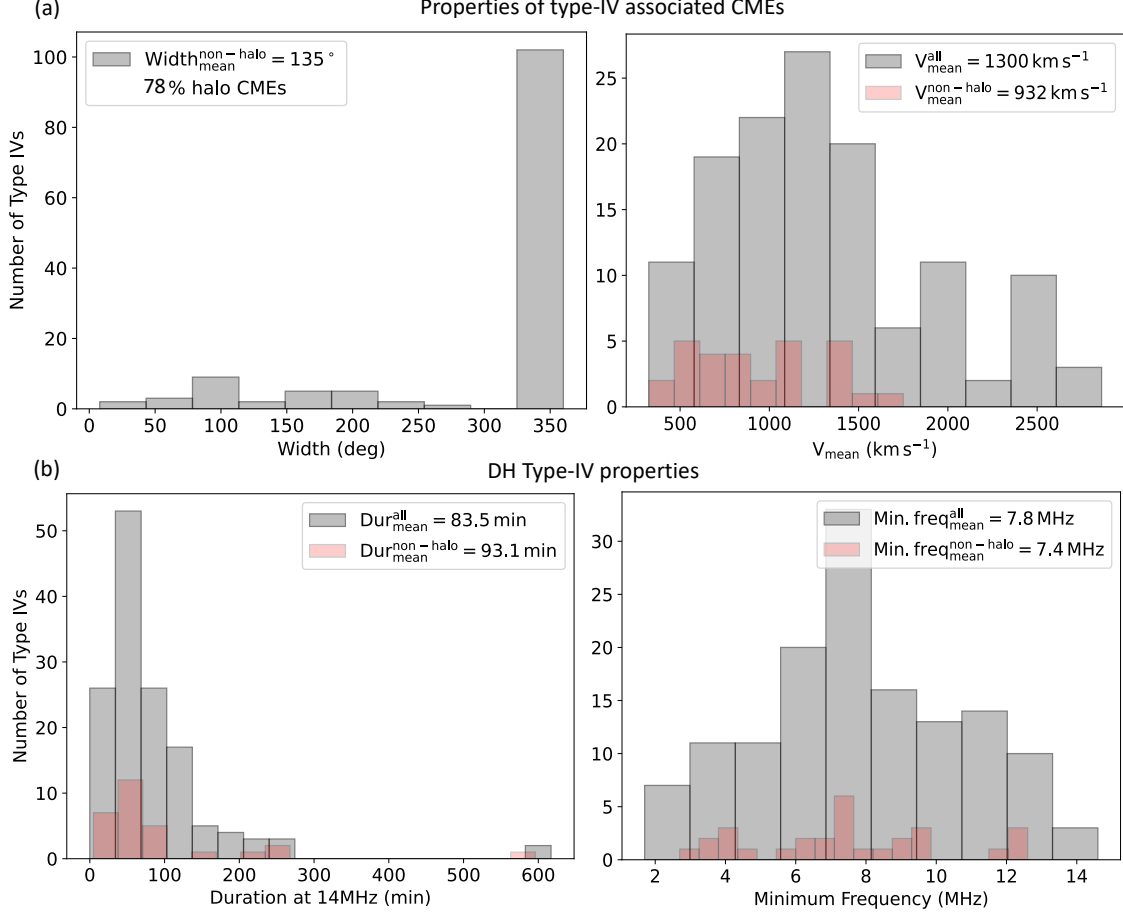 (a)
Properties of type-IV associated CMEs
Width$_{mean}^{non-halo}$ = 135°
78% halo CMEs
Number of Type IVs
100
80
60
40
20
0
0 50 100 150 200 250 300 350
Width (deg)
V$_{mean}^{all}$ = 1300 km s$^{-1}$
V$_{mean}^{non-halo}$ = 932 km s$^{-1}$
25
20
15
10
5
0
500 1000 1500 2000 2500
V$_{mean}$ (km s$^{-1}$)
(b)
DH Type-IV properties
Dur$_{mean}^{all}$ = 83.5 min
Dur$_{mean}^{non-halo}$ = 93.1 min
Number of Type IVs
50
40
30
20
10
0
0 100 200 300 400 500 600
Duration at 14MHz (min)
Min. freq$_{mean}^{all}$ = 7.8 MHz
Min. freq$_{mean}^{non-halo}$ = 7.4 MHz
30
25
20
15
10
5
0
2 4 6 8 10 12 14
Minimum Frequency (MHz)